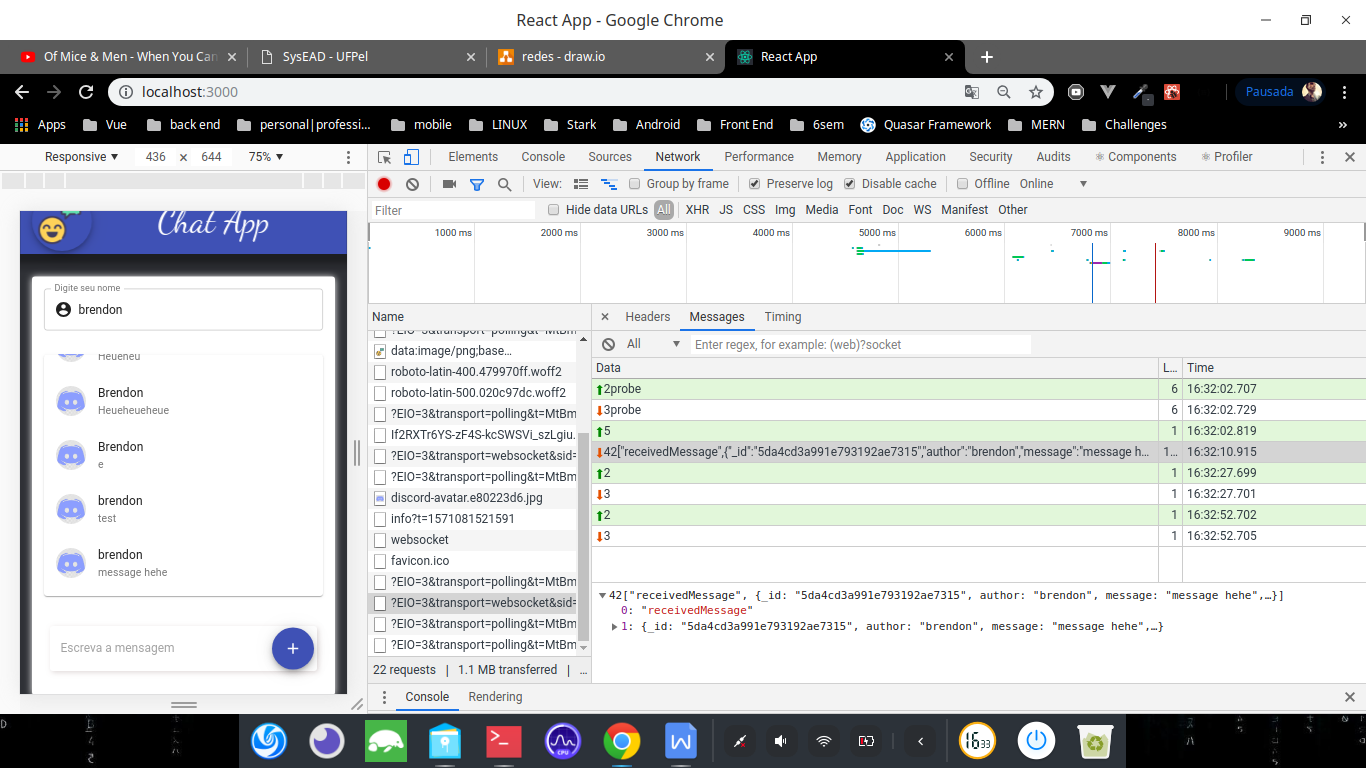 React App - Google Chrome
Of Mice & Men - When You Can
SysEAD - UFPel
redes - draw.io
React App
localhost:3000
Pausada
Apps
Vue
back end
personal|professi...
mobile
LINUX
Stark
Android
Front End
6sem
Quasar Framework
MERN
Challenges
»
Responsive ▼ 436 × 644 75% ▼
Elements Console Sources Network Performance Memory Application Security Audits Components Profiler
View: Group by frame Preserve log Disable cache Offline Online ▼
Filter Hide data URLs All XHR JS CSS Img Media Font Doc WS Manifest Other
1000 ms 2000 ms 3000 ms 4000 ms 5000 ms 6000 ms 7000 ms 8000 ms 9000 ms
Chat App
Digite seu nome
brendon
Heueheu
Brendon
Heueheuheue
Brendon
e
brendon
test
brendon
message hehe
Escreva a mensagem
+
Name
?EIO=3&transport=polling&t=MtBm
data:image/png;base...
roboto-latin-400.479970ff.woff2
roboto-latin-500.020c97dc.woff2
?EIO=3&transport=polling&t=MtBm
If2RXTr6YS-zF4S-kcSWSVi_szLgiu.
?EIO=3&transport=websocket&sid=
?EIO=3&transport=polling&t=MtBm
discord-avatar.e80223d6.jpg
info?t=1571081521591
websocket
favicon.ico
?EIO=3&transport=polling&t=MtBm
?EIO=3&transport=websocket&sid=
?EIO=3&transport=polling&t=MtBm
?EIO=3&transport=polling&t=MtBm
22 requests | 1.1 MB transferred | ...
× Headers Messages Timing
All ▼ Enter regex, for example: (web)?socket
Data L... Time
2probe 6 16:32:02.707
3probe 6 16:32:02.729
5 1 16:32:02.819
42["receivedMessage",{"_id":"5da4cd3a991e793192ae7315","author":"brendon","message":"message h... 1... 16:32:10.915
2 1 16:32:27.699
3 1 16:32:27.701
2 1 16:32:52.702
3 1 16:32:52.705
42["receivedMessage", {_id: "5da4cd3a991e793192ae7315", author: "brendon", message: "message hehe",…}]
0: "receivedMessage"
1: {_id: "5da4cd3a991e793192ae7315", author: "brendon", message: "message hehe",…}
Console Rendering
CPU
16 33